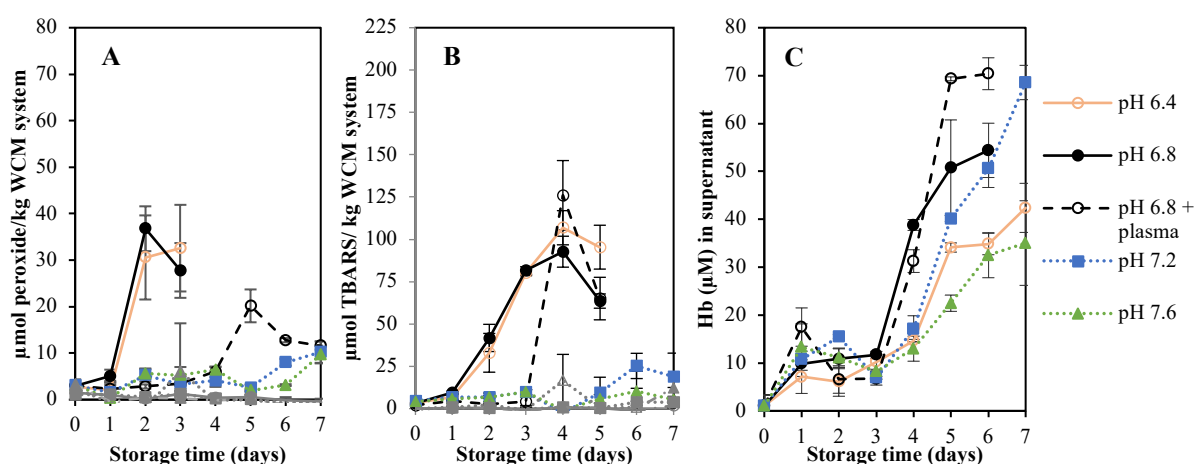 A
µmol peroxide/kg WCM system
80
70
60
50
40
30
20
10
0
0 1 2 3 4 5 6 7
Storage time (days)
B
µmol TBARS/ kg WCM system
225
200
175
150
125
100
75
50
25
0
0 1 2 3 4 5 6 7
Storage time (days)
C
Hb (µM) in supernatant
80
70
60
50
40
30
20
10
0
0 1 2 3 4 5 6 7
Storage time (days)
pH 6.4
pH 6.8
pH 6.8 +
plasma
pH 7.2
pH 7.6